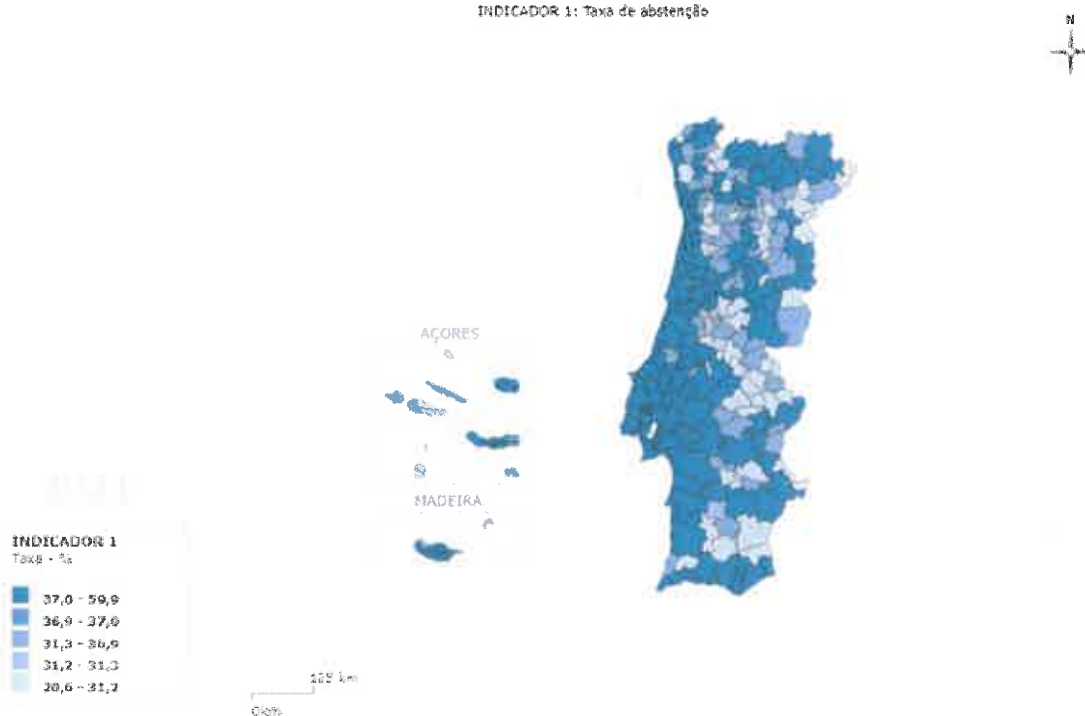 INDICADOR 1: Taxa de abstenção
N
AÇORES
MADEIRA
INDICADOR 1
Taxa - %
37,0 - 59,9
36,9 - 37,0
31,3 - 36,9
31,2 - 31,3
20,6 - 31,2
125 km
0km